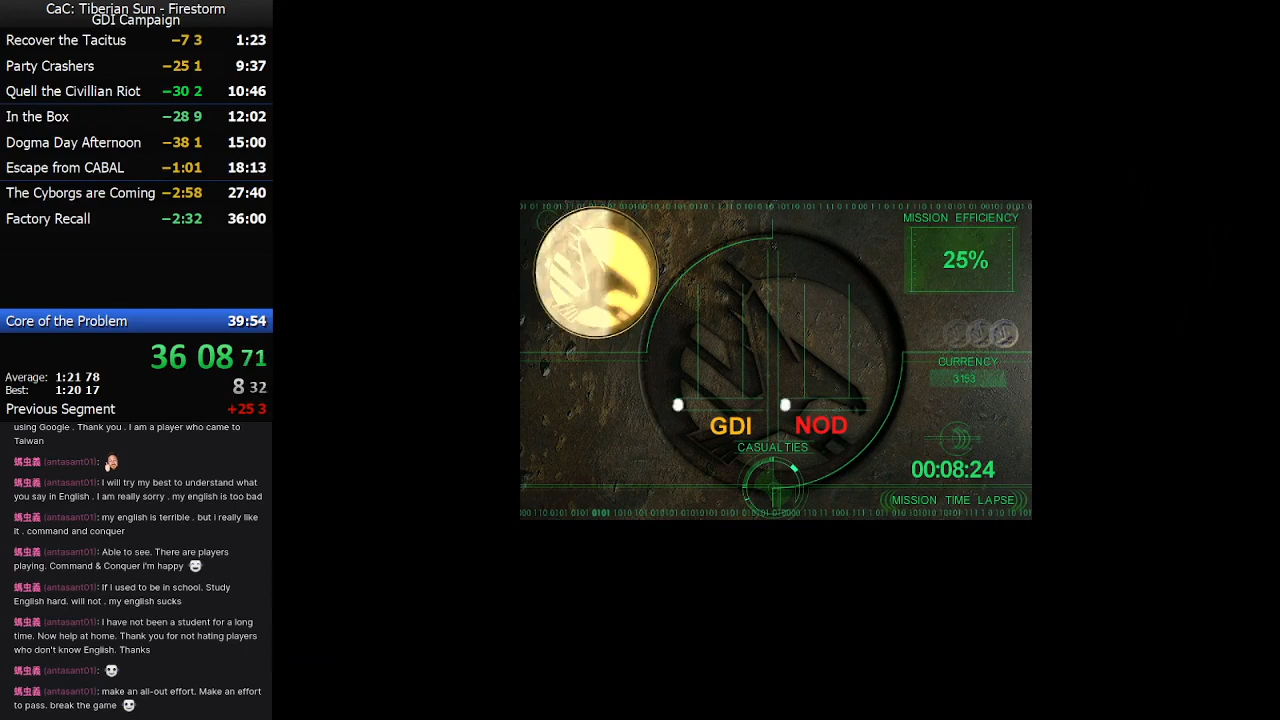 CaC: Tiberian Sun - Firestorm
GDI Campaign
Recover the Tacitus −7 3 1:23
Party Crashers −25 1 9:37
Quell the Civillian Riot −30 2 10:46
In the Box −28 9 12:02
Dogma Day Afternoon −38 1 15:00
Escape from CABAL −1:01 18:13
The Cyborgs are Coming −2:58 27:40
Factory Recall −2:32 36:00
Core of the Problem 39:54
36 08 71
Average: 1:21 78
Best: 1:20 17
8 32
Previous Segment +25 3
using Google . Thank you . I am a player who came to
Taiwan
螞虫義 (antasant01):
螞虫義 (antasant01): I will try my best to understand what
you say in English . I am really sorry . my english is too bad
螞虫義 (antasant01): my english is terrible . but i really like
it . command and conquer
螞虫義 (antasant01): Able to see. There are players
playing. Command & Conquer i'm happy
螞虫義 (antasant01): If I used to be in school. Study
English hard. will not . my english sucks
螞虫義 (antasant01): I have not been a student for a long
time. Now help at home. Thank you for not hating players
who don't know English. Thanks
螞虫義 (antasant01):
螞虫義 (antasant01): make an all-out effort. Make an effort
to pass. break the game
MISSION EFFICIENCY
25%
CURRENCY
3153
GDI NOD
CASUALTIES
00:08:24
MISSION TIME LAPSE